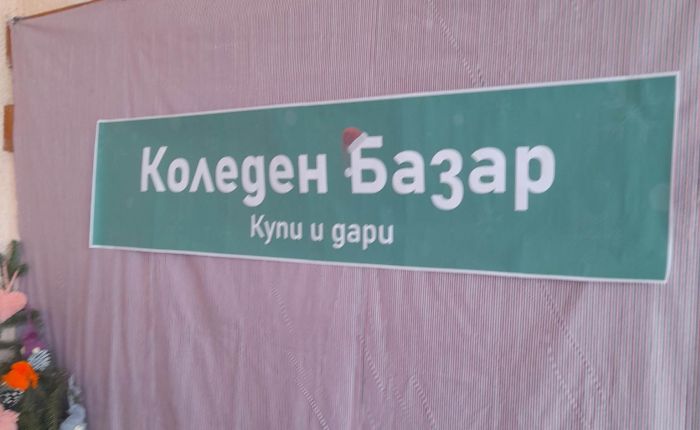 Коледен Базар
Купи и дари